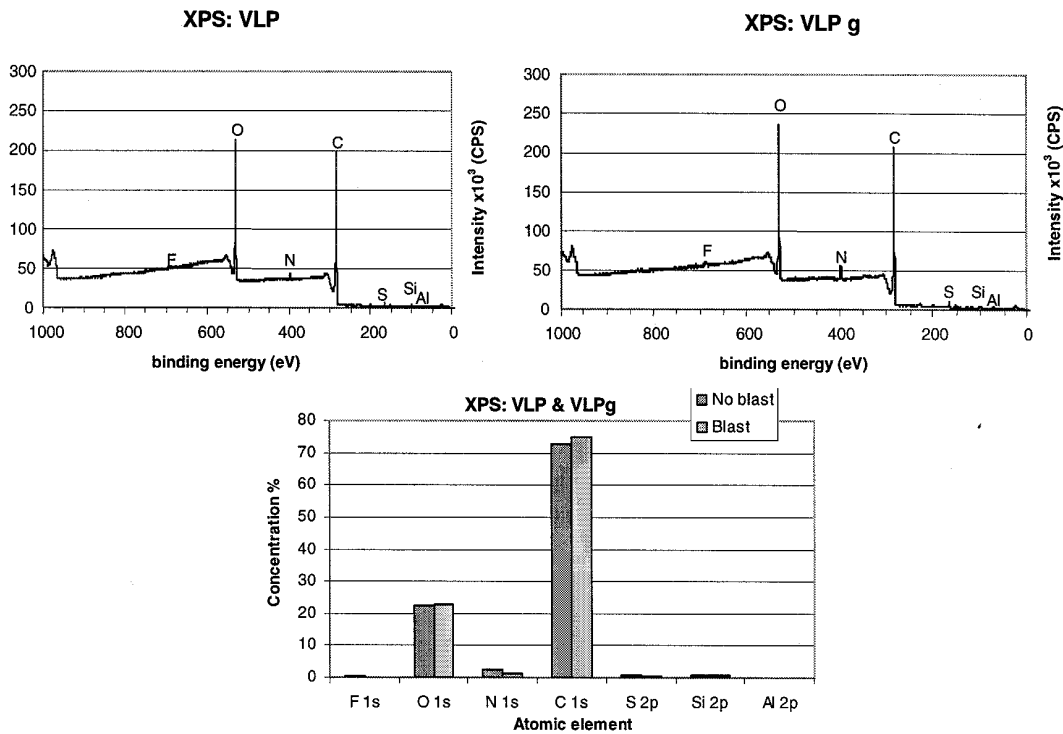 XPS: VLP
300
250
200
150
100
50
0
O
C
F
N
S
Si
Al
1000
800
600
400
200
0
binding energy (eV)
Intensity x10³ (CPS)
XPS: VLP g
300
250
200
150
100
50
0
O
C
F
N
S
Si
Al
1000
800
600
400
200
0
binding energy (eV)
Intensity x10³ (CPS)
XPS: VLP & VLPg
No blast
Blast
80
70
60
50
40
30
20
10
0
Concentration %
F 1s
O 1s
N 1s
C 1s
S 2p
Si 2p
Al 2p
Atomic element